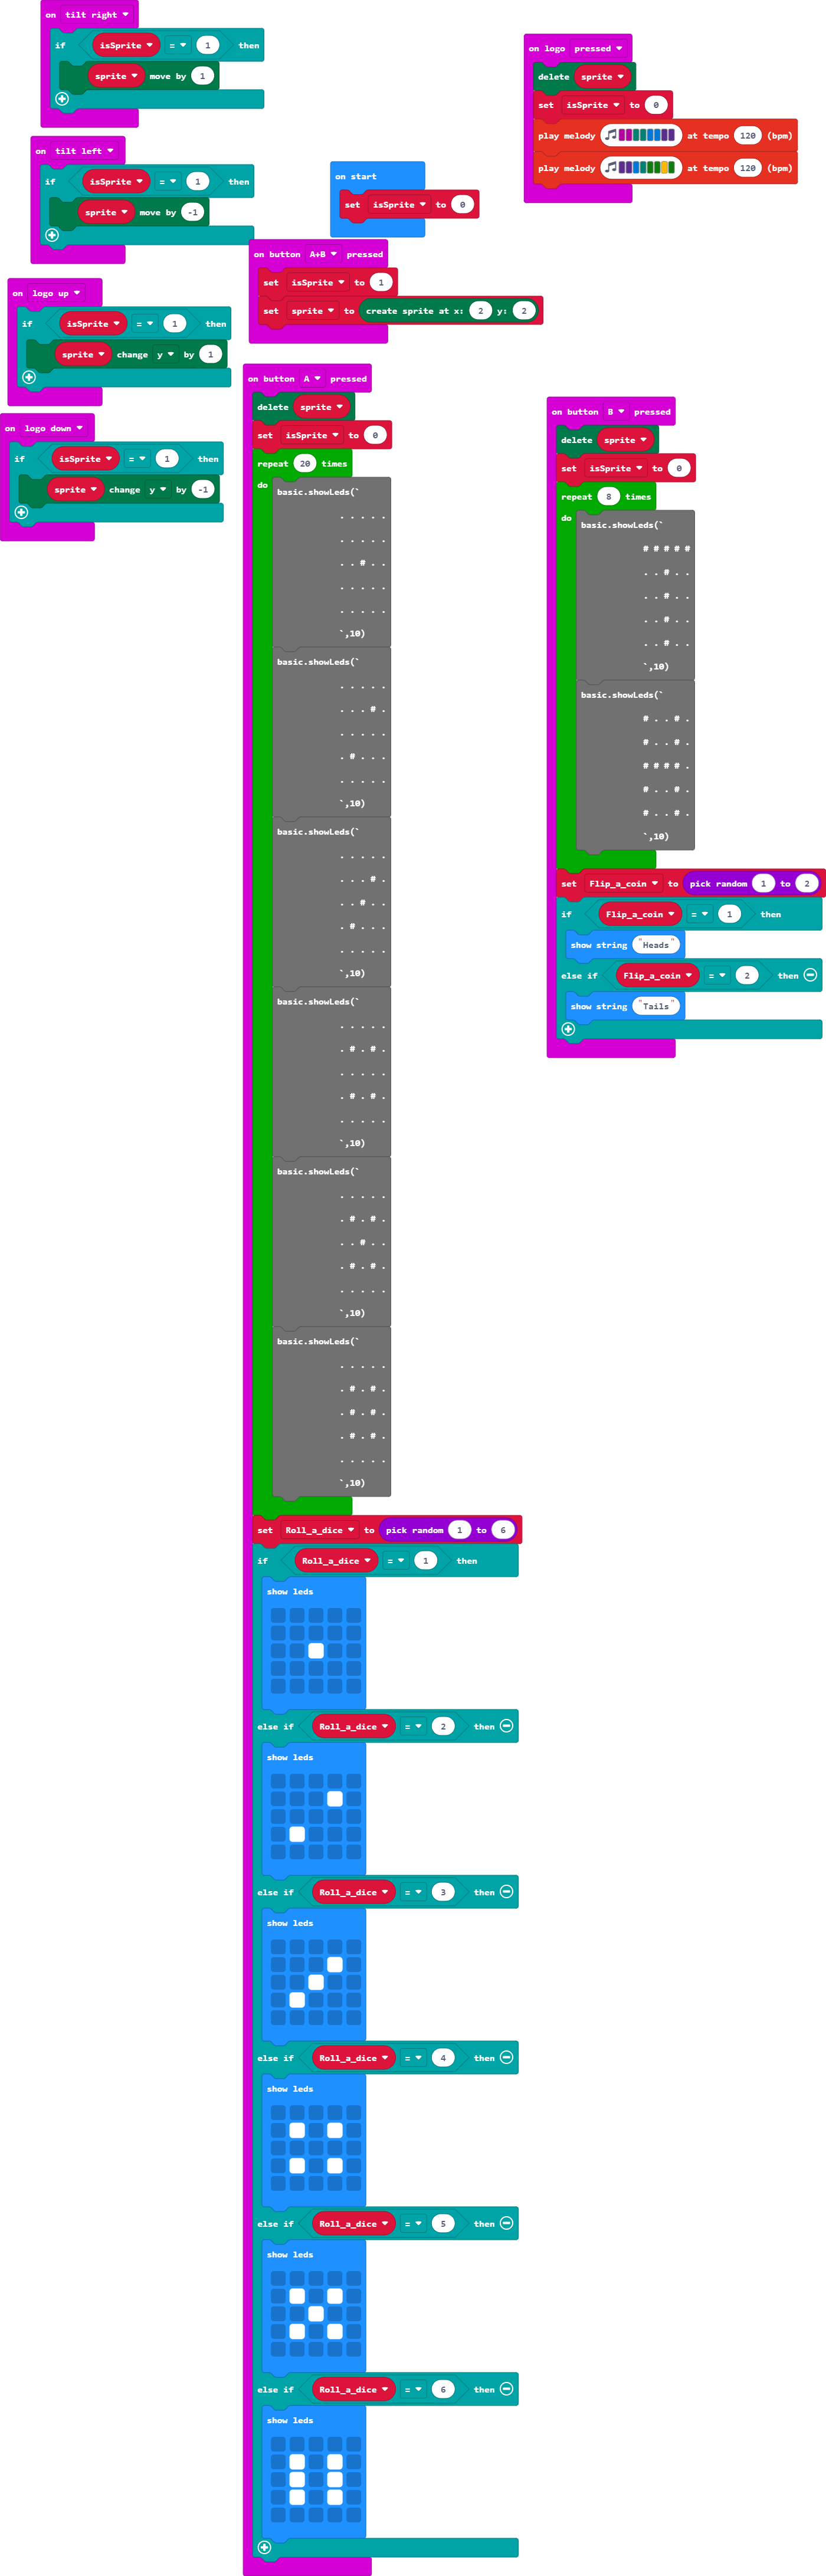 on tilt right
if isSprite = 1 then
sprite move by 1
on tilt left
if isSprite = 1 then
sprite move by -1
on logo up
if isSprite = 1 then
sprite change y by 1
on logo down
if isSprite = 1 then
sprite change y by -1
on start
set isSprite to 0
on button A+B pressed
set isSprite to 1
set sprite to create sprite at x: 2 y: 2
on logo pressed
delete sprite
set isSprite to 0
play melody at tempo 120 (bpm)
play melody at tempo 120 (bpm)
on button A pressed
delete sprite
set isSprite to 0
repeat 20 times
do
basic.showLeds(`
. . . . .
. . . . .
. . # . .
. . . . .
. . . . .
`,10)
basic.showLeds(`
. . . . .
. . . # .
. . . . .
. # . . .
. . . . .
`,10)
basic.showLeds(`
. . . . .
. . . # .
. . # . .
. # . . .
. . . . .
`,10)
basic.showLeds(`
. . . . .
. # . # .
. . . . .
. # . # .
. . . . .
`,10)
basic.showLeds(`
. . . . .
. # . # .
. . # . .
. # . # .
. . . . .
`,10)
basic.showLeds(`
. . . . .
. # . # .
. # . # .
. # . # .
. . . . .
`,10)
set Roll_a_dice to pick random 1 to 6
if Roll_a_dice = 1 then
show leds
else if Roll_a_dice = 2 then
show leds
else if Roll_a_dice = 3 then
show leds
else if Roll_a_dice = 4 then
show leds
else if Roll_a_dice = 5 then
show leds
else if Roll_a_dice = 6 then
show leds
on button B pressed
delete sprite
set isSprite to 0
repeat 8 times
do
basic.showLeds(`
# # # # #
. . # . .
. . # . .
. . # . .
. . # . .
`,10)
basic.showLeds(`
# . . # .
# . . # .
# # # # .
# . . # .
# . . # .
`,10)
set Flip_a_coin to pick random 1 to 2
if Flip_a_coin = 1 then
show string "Heads"
else if Flip_a_coin = 2 then
show string "Tails"